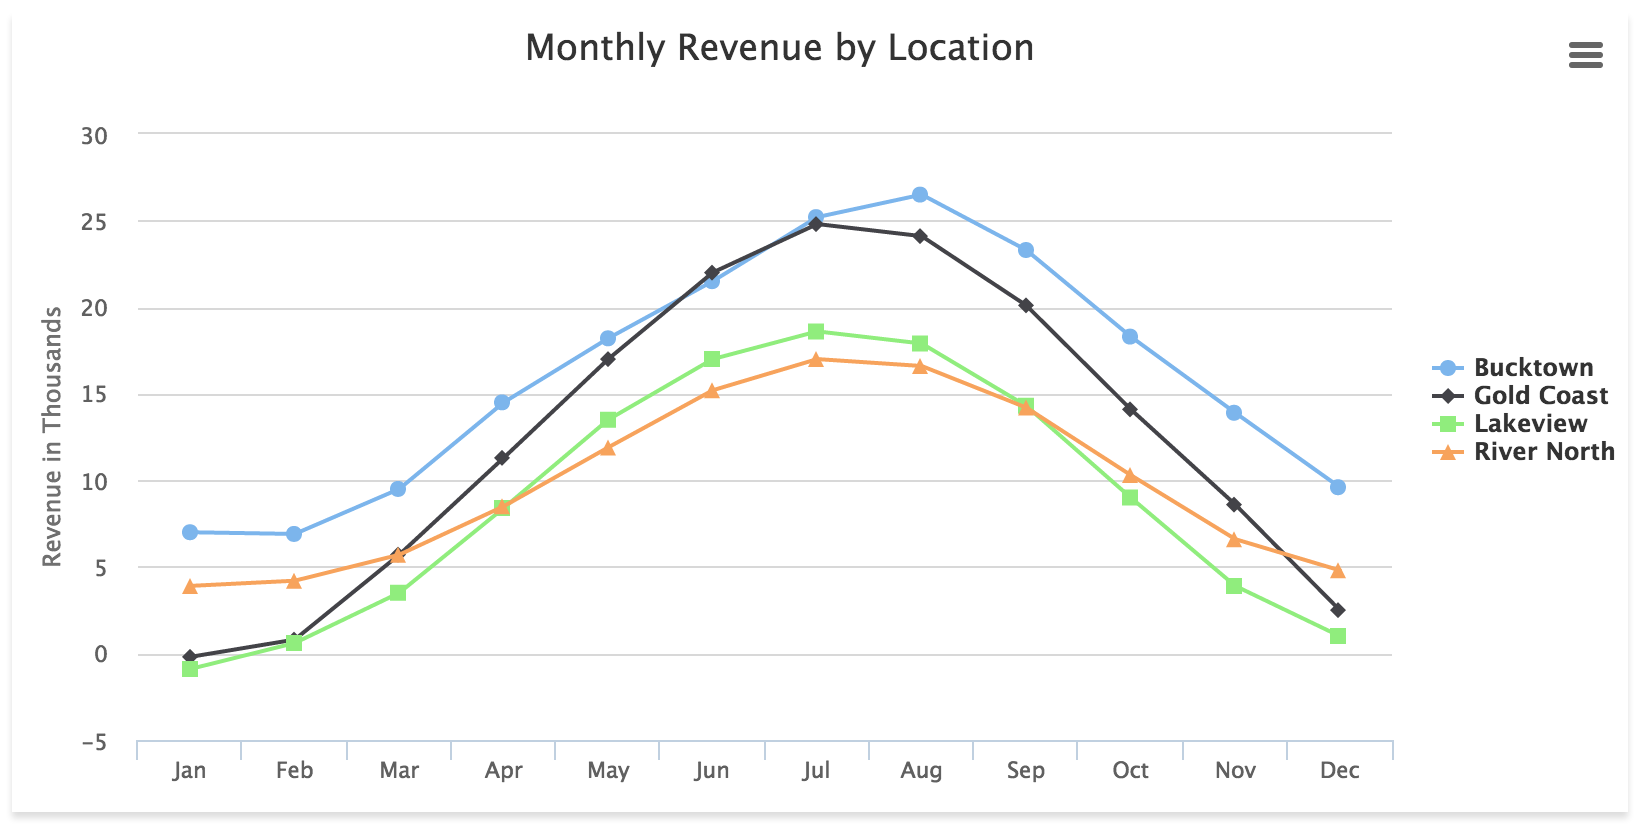 Monthly Revenue by Location
30
25
20
15
10
5
0
−5
Revenue in Thousands
Jan Feb Mar Apr May Jun Jul Aug Sep Oct Nov Dec
Bucktown
Gold Coast
Lakeview
River North